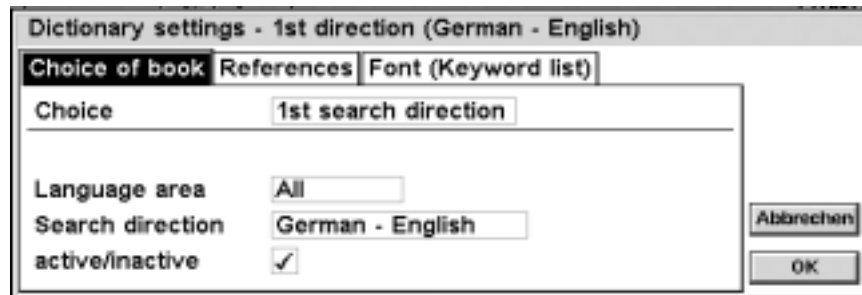 Dictionary settings - 1st direction (German - English)
Choice of book References Font (Keyword list)
Choice 1st search direction
Language area All
Search direction German - English
Abbrechen
active/inactive ✓
OK